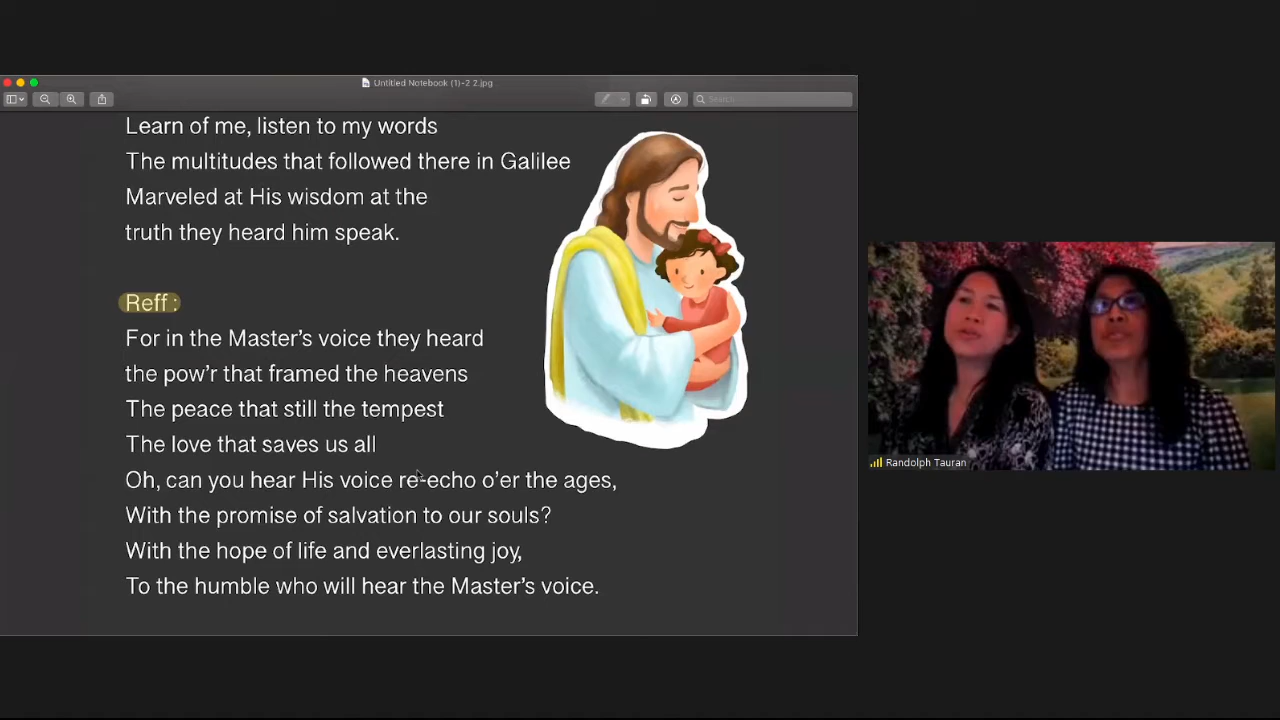 Untitled Notebook (1)-2 2.jpg
Search
Learn of me, listen to my words
The multitudes that followed there in Galilee
Marveled at His wisdom at the
truth they heard him speak.
Reff :
For in the Master’s voice they heard
the pow’r that framed the heavens
The peace that still the tempest
The love that saves us all
Oh, can you hear His voice re-echo o’er the ages,
With the promise of salvation to our souls?
With the hope of life and everlasting joy,
To the humble who will hear the Master’s voice.
Randolph Tauran